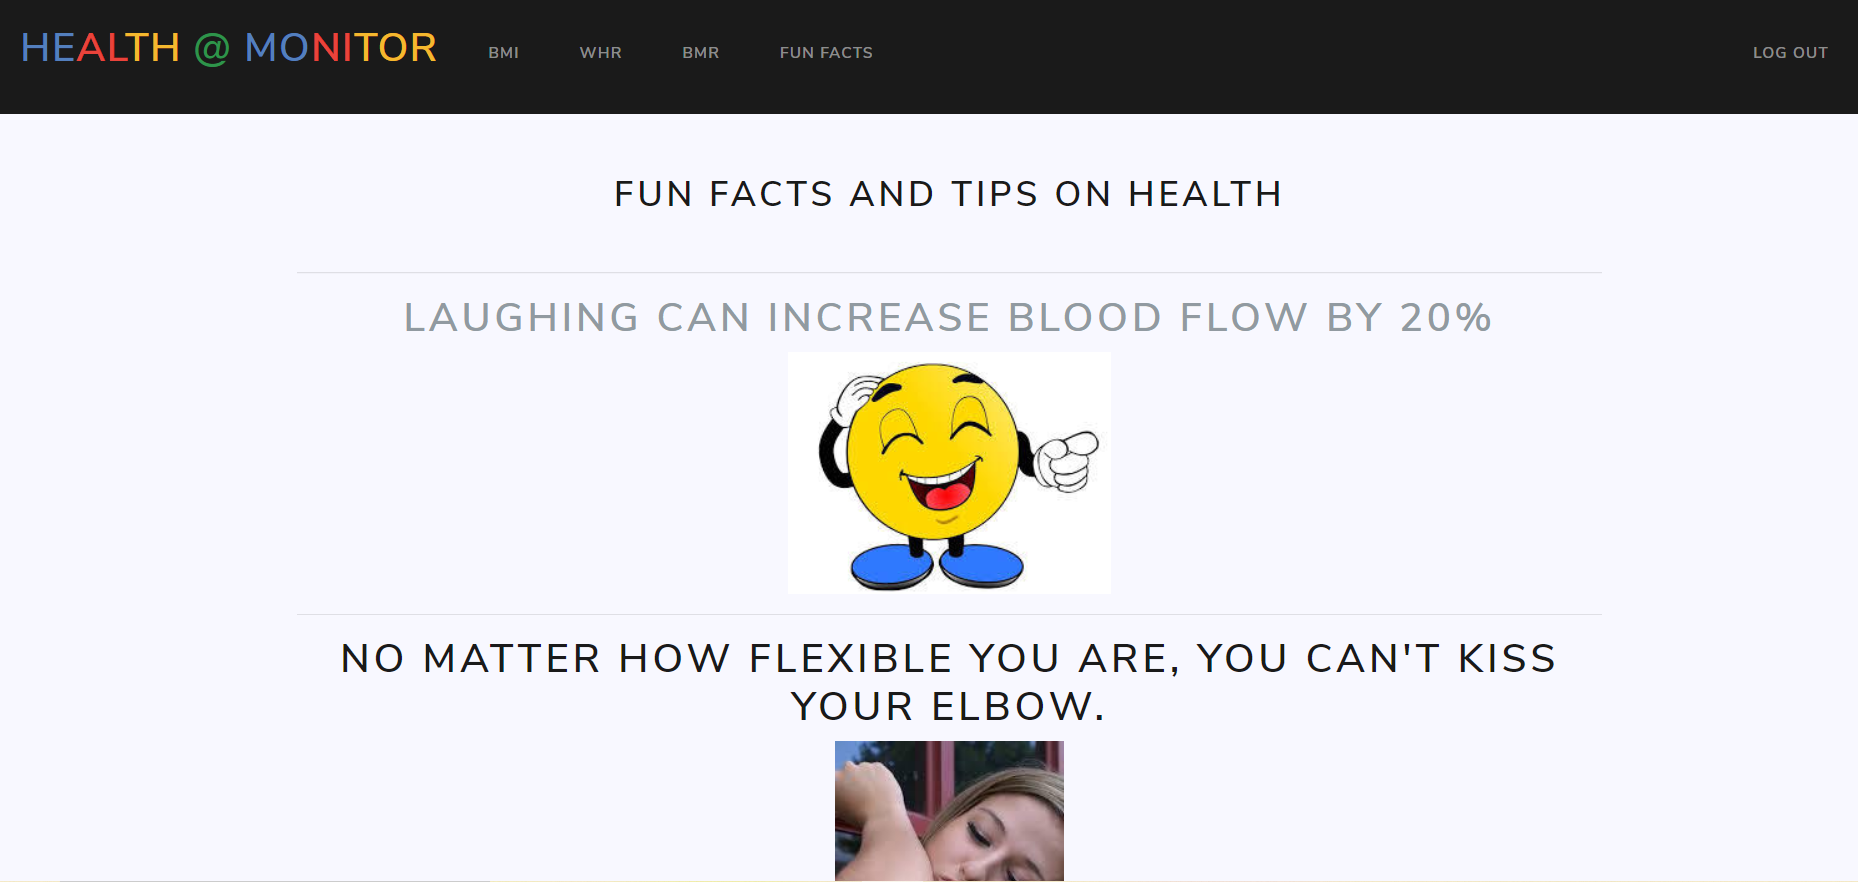 HEALTH @ MONITOR
BMI
WHR
BMR
FUN FACTS
LOG OUT
FUN FACTS AND TIPS ON HEALTH
LAUGHING CAN INCREASE BLOOD FLOW BY 20%
NO MATTER HOW FLEXIBLE YOU ARE, YOU CAN'T KISS
YOUR ELBOW.